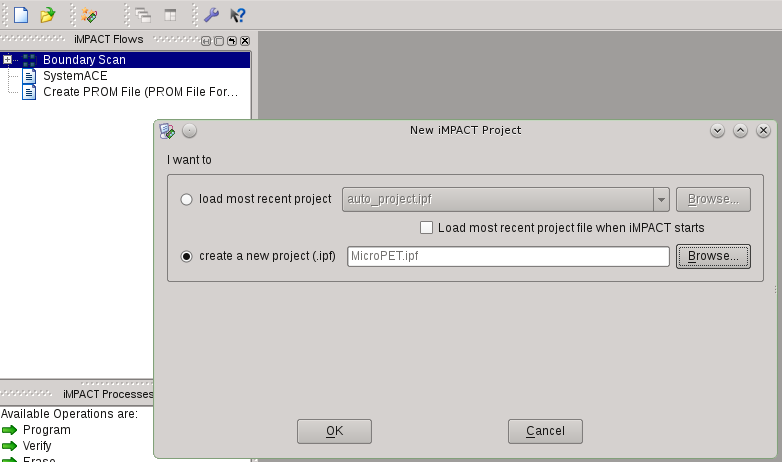 iMPACT Flows
Boundary Scan
SystemACE
Create PROM File (PROM File For...
New iMPACT Project
I want to
load most recent project auto_project.ipf Browse...
Load most recent project file when iMPACT starts
create a new project (.ipf) MicroPET.ipf Browse...
iMPACT Processes
Available Operations are:
Program
Verify
Erase
OK Cancel